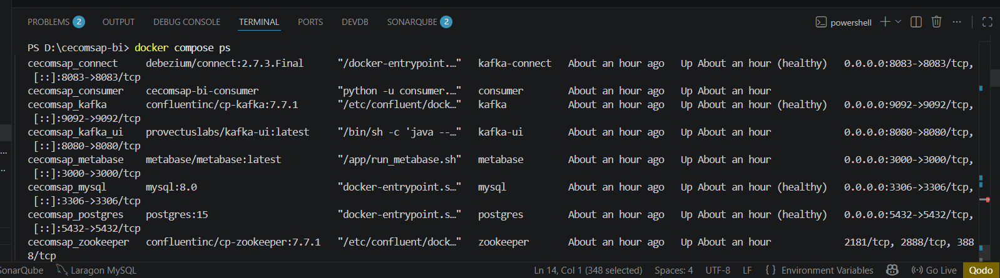 PROBLEMS 2 OUTPUT DEBUG CONSOLE TERMINAL PORTS DEVDB SONARQUBE 2 powershell
PS D:\cecomsap-bi> docker compose ps
cecomsap_connect debezium/connect:2.7.3.Final "/docker-entrypoint.…" kafka-connect About an hour ago Up About an hour (healthy) 0.0.0.0:8083->8083/tcp,
[::]:8083->8083/tcp
cecomsap_consumer cecomsap-bi-consumer "python -u consumer.…" consumer About an hour ago Up About an hour
cecomsap_kafka confluentinc/cp-kafka:7.7.1 "/etc/confluent/dock…" kafka About an hour ago Up About an hour (healthy) 0.0.0.0:9092->9092/tcp,
[::]:9092->9092/tcp
cecomsap_kafka_ui provectuslabs/kafka-ui:latest "/bin/sh -c 'java --…" kafka-ui About an hour ago Up About an hour 0.0.0.0:8080->8080/tcp,
[::]:8080->8080/tcp
cecomsap_metabase metabase/metabase:latest "/app/run_metabase.sh" metabase About an hour ago Up About an hour 0.0.0.0:3000->3000/tcp,
[::]:3000->3000/tcp
cecomsap_mysql mysql:8.0 "docker-entrypoint.s…" mysql About an hour ago Up About an hour (healthy) 0.0.0.0:3306->3306/tcp,
[::]:3306->3306/tcp
cecomsap_postgres postgres:15 "docker-entrypoint.s…" postgres About an hour ago Up About an hour (healthy) 0.0.0.0:5432->5432/tcp,
[::]:5432->5432/tcp
cecomsap_zookeeper confluentinc/cp-zookeeper:7.7.1 "/etc/confluent/dock…" zookeeper About an hour ago Up About an hour 2181/tcp, 2888/tcp, 388
8/tcp
SonarQube Laragon MySQL Ln 14, Col 1 (348 selected) Spaces: 4 UTF-8 LF { } Environment Variables Go Live Qodo